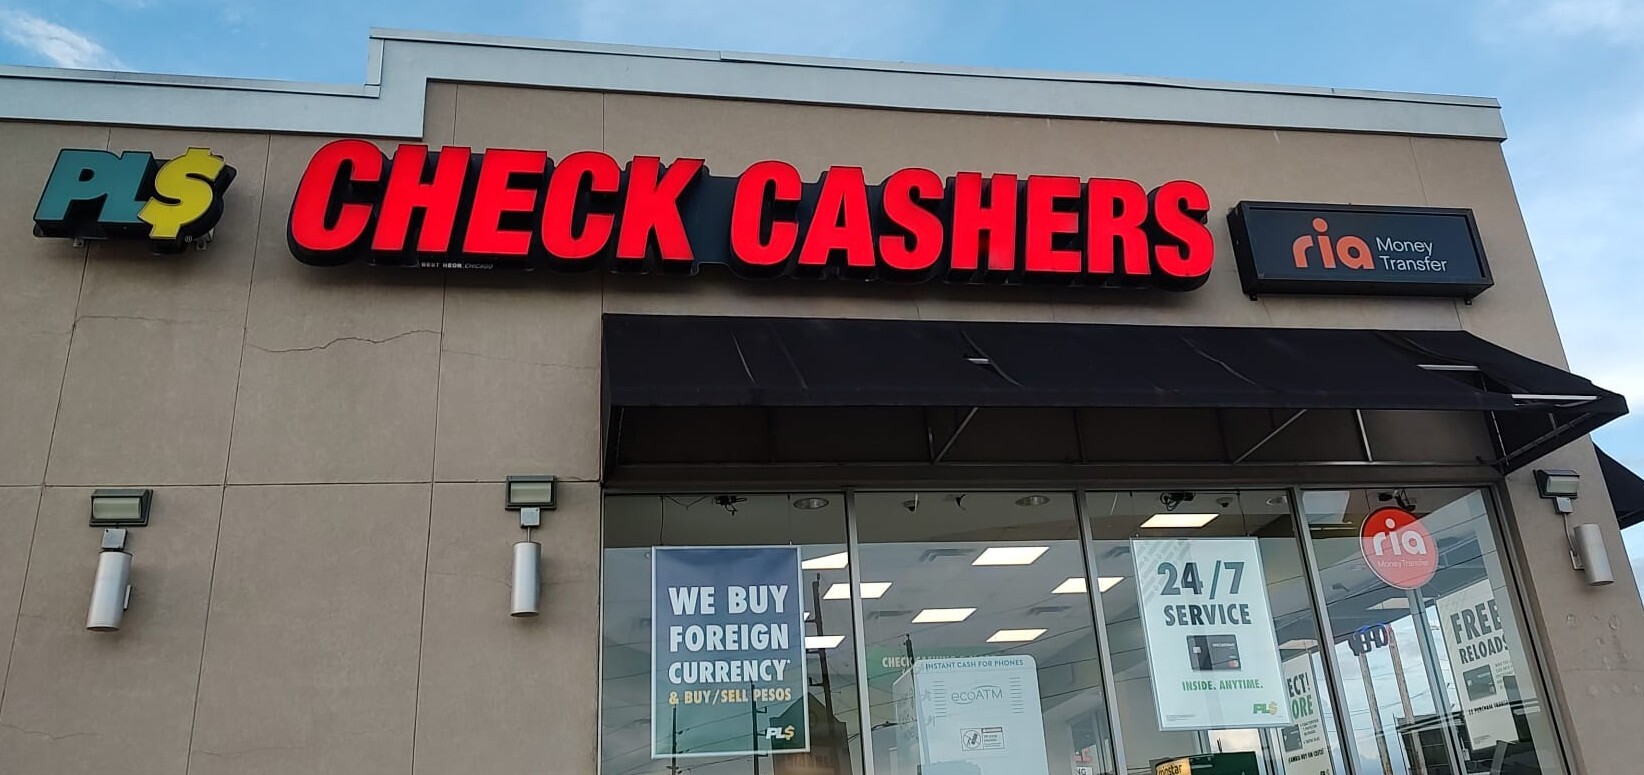 PL$
CHECK CASHERS
ria Money
Transfer
WE BUY
FOREIGN
CURRENCY*
& BUY/SELL PESOS
PL$
CHECK
INSTANT CASH FOR PHONES
ecoATM
24/7
SERVICE
INSIDE. ANYTIME.
PL$
ria
Money Transfer
FREE
RELOADS